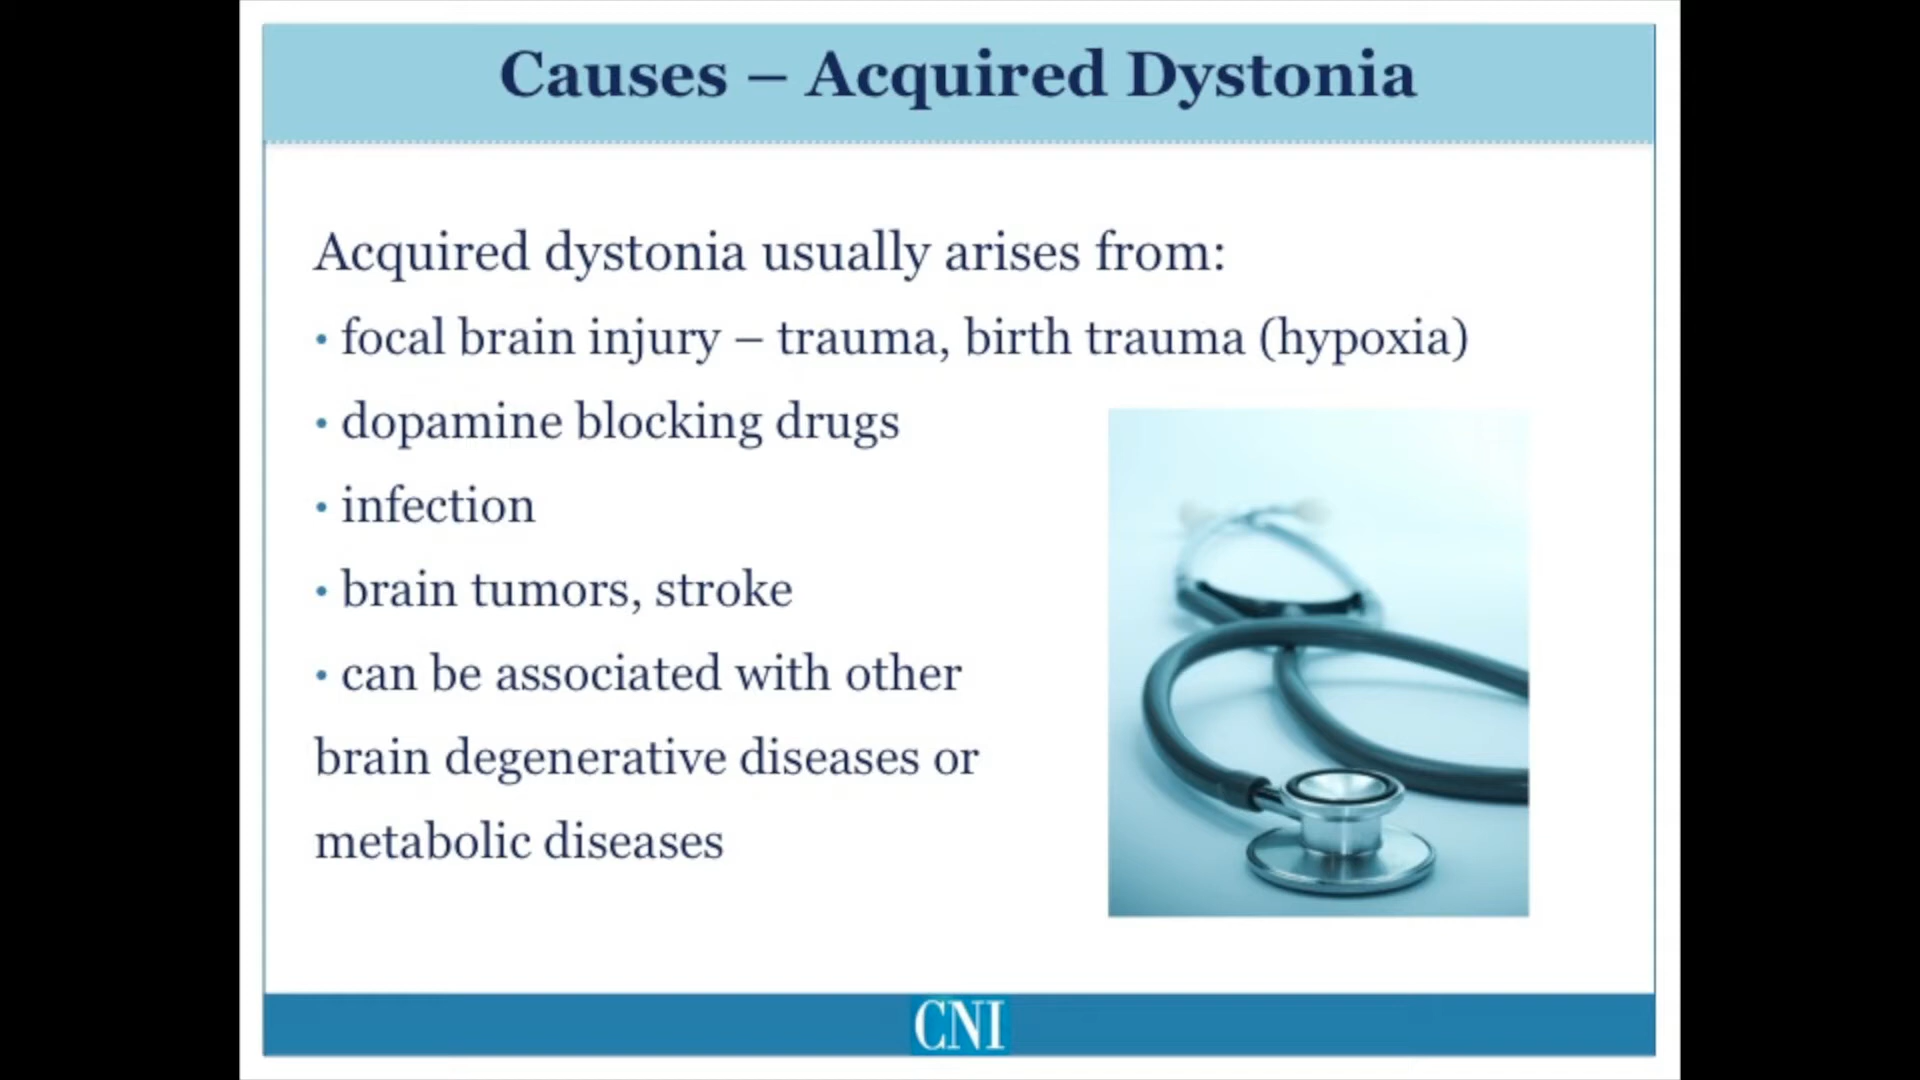 Causes – Acquired Dystonia
Acquired dystonia usually arises from:
• focal brain injury – trauma, birth trauma (hypoxia)
• dopamine blocking drugs
• infection
• brain tumors, stroke
• can be associated with other
brain degenerative diseases or
metabolic diseases
CNI